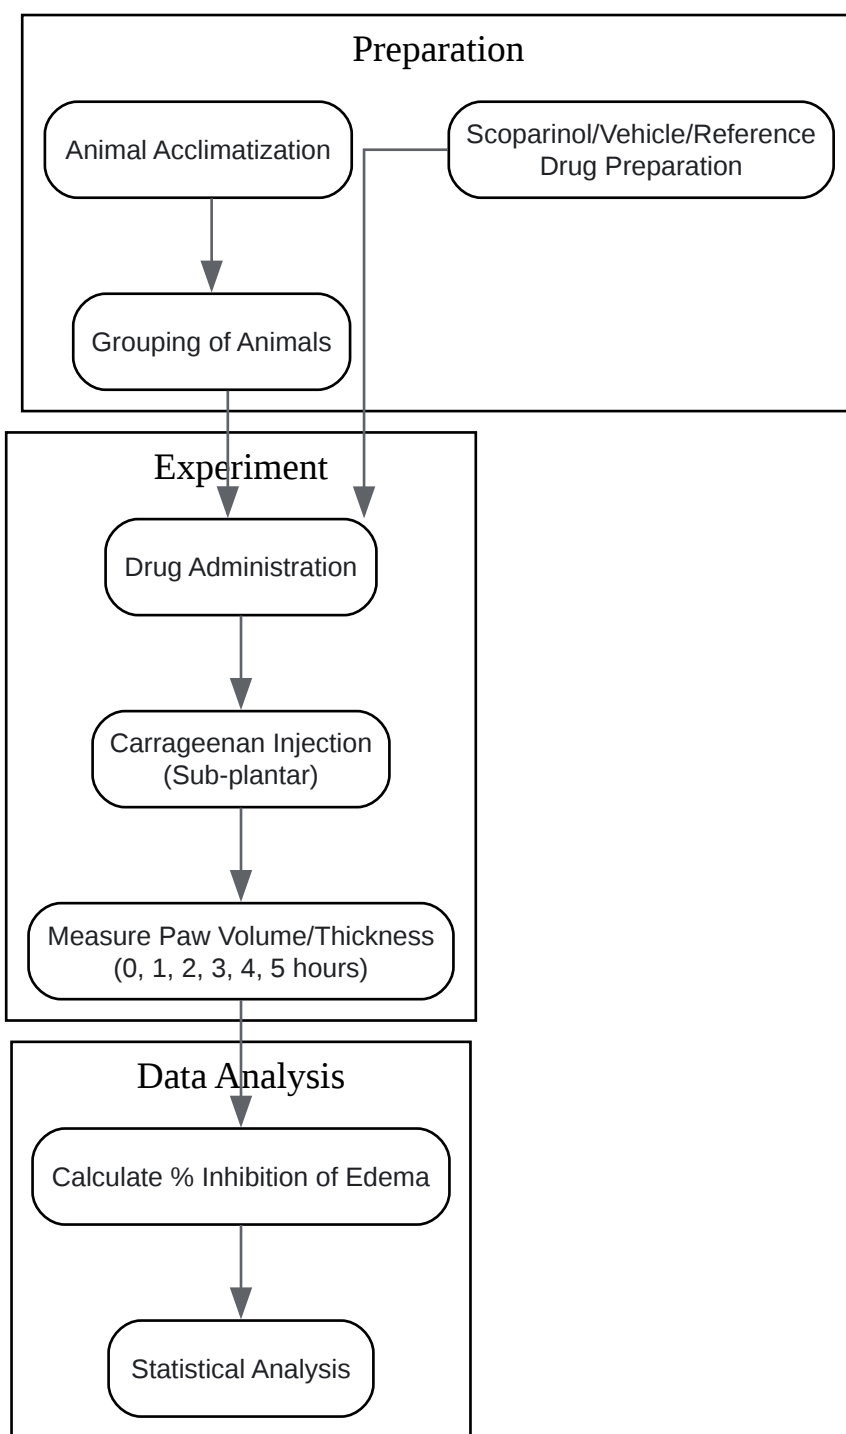 Preparation
Animal Acclimatization
Scoparinol/Vehicle/Reference
Drug Preparation
Grouping of Animals
Experiment
Drug Administration
Carrageenan Injection
(Sub-plantar)
Measure Paw Volume/Thickness
(0, 1, 2, 3, 4, 5 hours)
Data Analysis
Calculate % Inhibition of Edema
Statistical Analysis